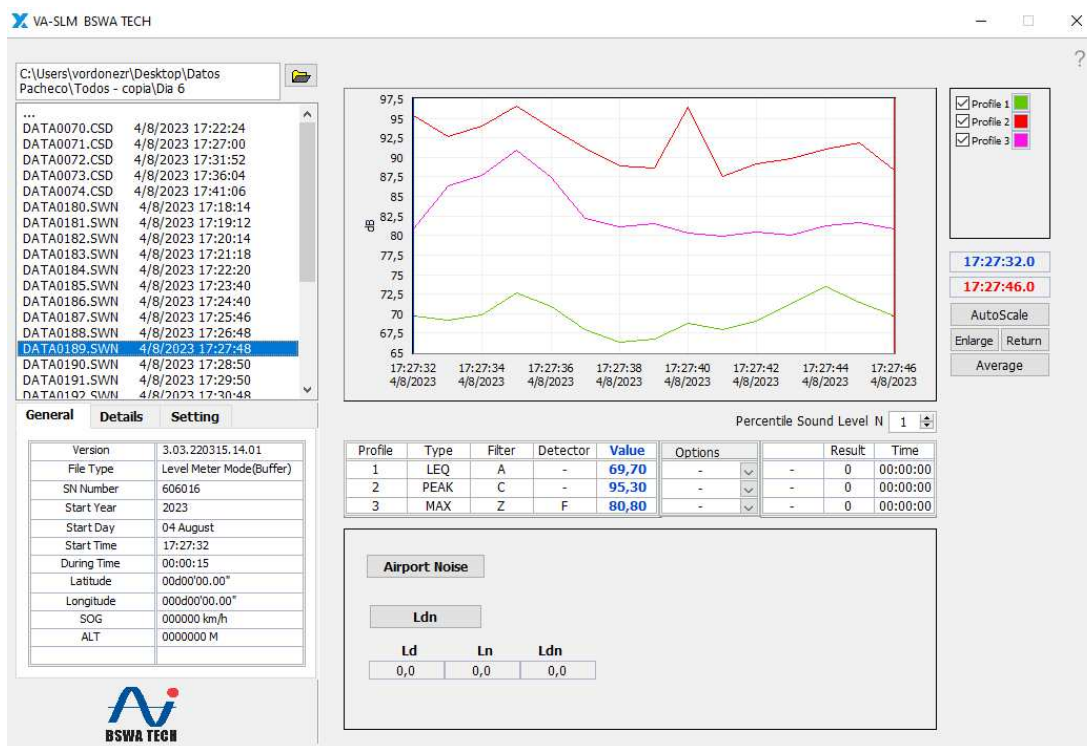 VA-SLM BSWA TECH
?
C:\Users\vordonezr\Desktop\Datos
Pacheco\Todos - copia\Dia 6
...
DATA0070.CSD 4/8/2023 17:22:24
DATA0071.CSD 4/8/2023 17:27:00
DATA0072.CSD 4/8/2023 17:31:52
DATA0073.CSD 4/8/2023 17:36:04
DATA0074.CSD 4/8/2023 17:41:06
DATA0180.SWN 4/8/2023 17:18:14
DATA0181.SWN 4/8/2023 17:19:12
DATA0182.SWN 4/8/2023 17:20:14
DATA0183.SWN 4/8/2023 17:21:18
DATA0184.SWN 4/8/2023 17:22:20
DATA0185.SWN 4/8/2023 17:23:40
DATA0186.SWN 4/8/2023 17:24:40
DATA0187.SWN 4/8/2023 17:25:46
DATA0188.SWN 4/8/2023 17:26:48
DATA0189.SWN 4/8/2023 17:27:48
DATA0190.SWN 4/8/2023 17:28:50
DATA0191.SWN 4/8/2023 17:29:50
DATA0192.SWN 4/8/2023 17:30:48
General Details Setting
Version 3.03.220315.14.01
File Type Level Meter Mode(Buffer)
SN Number 606016
Start Year 2023
Start Day 04 August
Start Time 17:27:32
During Time 00:00:15
Latitude 00d00'00.00"
Longitude 000d00'00.00"
SOG 000000 km/h
ALT 0000000 M
BSWA TECH
97,5
95
92,5
90
87,5
85
82,5
80
77,5
75
72,5
70
67,5
65
dB
17:27:32 17:27:34 17:27:36 17:27:38 17:27:40 17:27:42 17:27:44 17:27:46
4/8/2023 4/8/2023 4/8/2023 4/8/2023 4/8/2023 4/8/2023 4/8/2023 4/8/2023
Profile 1
Profile 2
Profile 3
17:27:32.0
17:27:46.0
AutoScale
Enlarge Return
Average
Percentile Sound Level N 1
Profile Type Filter Detector Value Options Result Time
1 LEQ A - 69,70 - - 0 00:00:00
2 PEAK C - 95,30 - - 0 00:00:00
3 MAX Z F 80,80 - - 0 00:00:00
Airport Noise
Ldn
Ld Ln Ldn
0,0 0,0 0,0